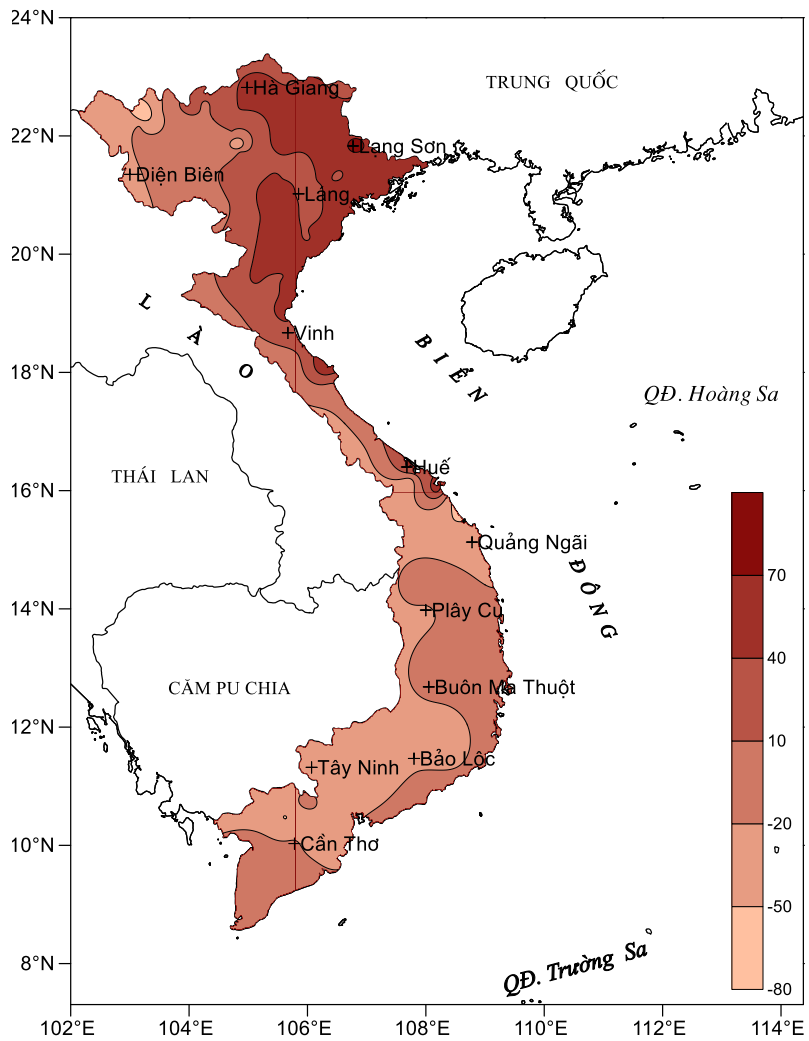 24°N
TRUNG QUỐC
Hà Giang
22°N
Lạng Sơn
Điện Biên
Láng
20°N
L À O
Vinh
18°N
BIỂN
QĐ. Hoàng Sa
THÁI LAN
Huế
16°N
Quảng Ngãi
ĐÔNG
70
14°N
Plây Cu
40
CĂM PU CHIA
Buôn Ma Thuột
10
12°N
Bảo Lộc
Tây Ninh
-20
10°N
Cần Thơ
-50
8°N
QĐ. Trường Sa
-80
102°E 104°E 106°E 108°E 110°E 112°E 114°E